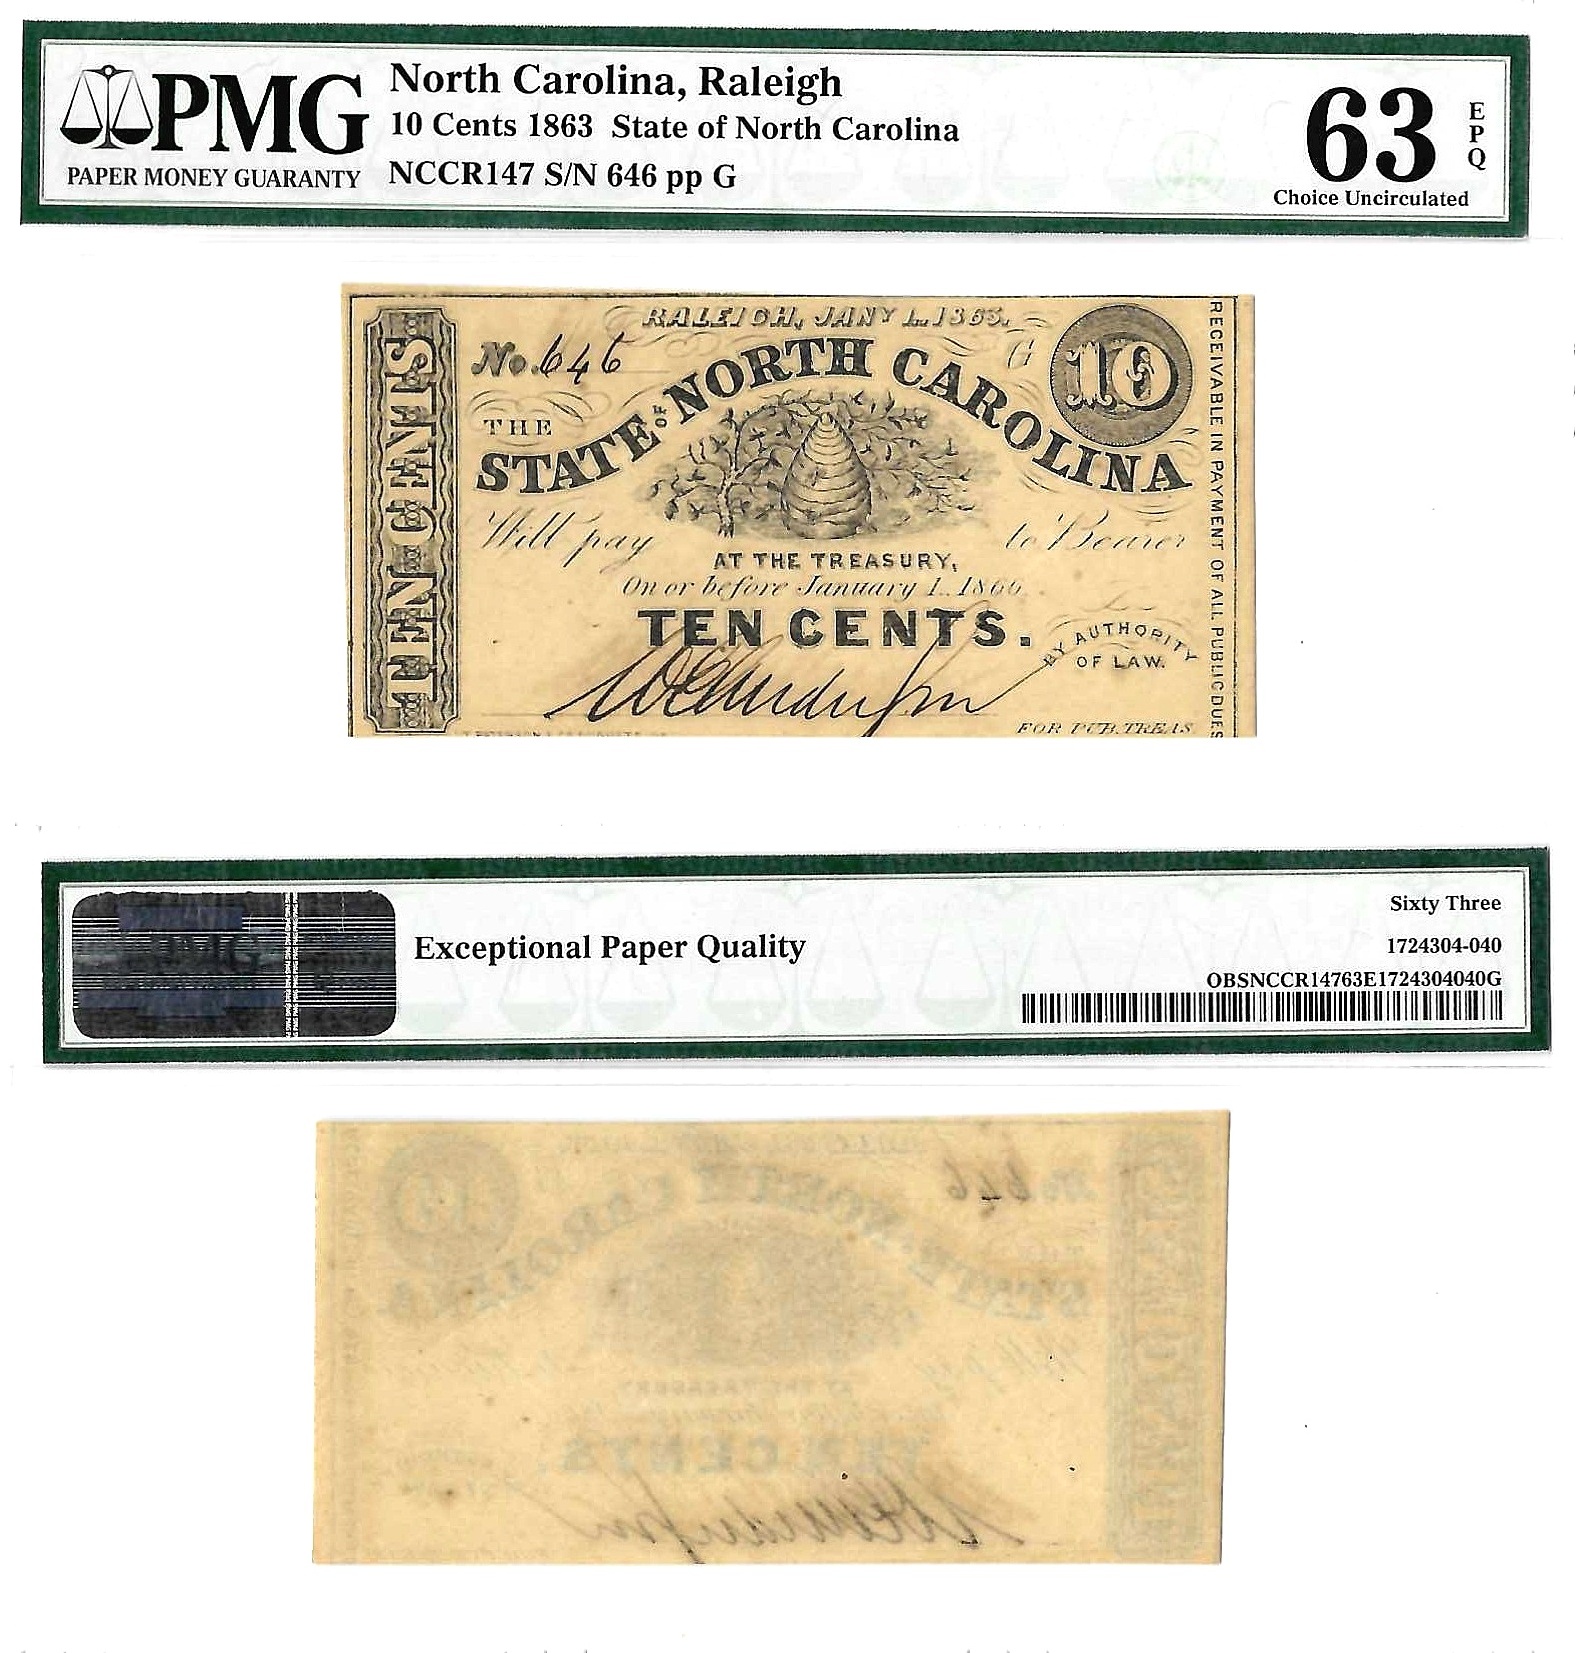 PMG
PAPER MONEY GUARANTY
North Carolina, Raleigh
10 Cents 1863 State of North Carolina
NCCR147 S/N 646 pp G
63
EPQ
Choice Uncirculated
RALEIGH, JANY 1.. 1863.
No. 646
G
10
THE
STATE OF NORTH CAROLINA
Will pay to Bearer
AT THE TREASURY,
On or before January 1.. 1866
TEN CENTS.
BY AUTHORITY
OF LAW.
FOR PUB. TREAS.
TEN CENTS
RECEIVABLE IN PAYMENT OF ALL PUBLIC DUES
PMG
Exceptional Paper Quality
Sixty Three
1724304-040
OBSNCCR14763E1724304040G